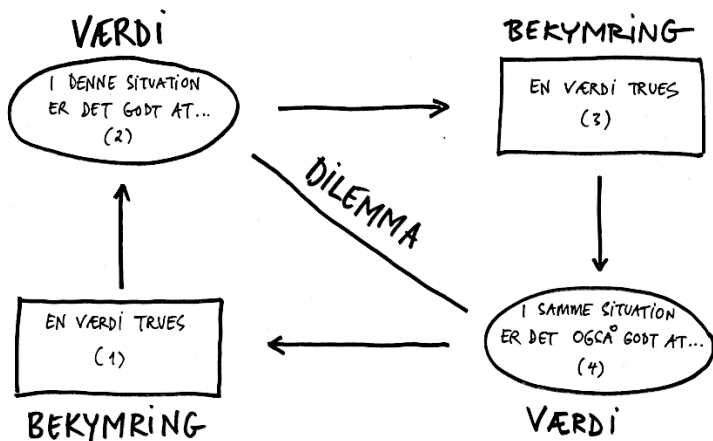 VÆRDI
I DENNE SITUATION
ER DET GODT AT...
(2)
BEKYMRING
EN VÆRDI TRUES
(3)
DILEMMA
EN VÆRDI TRUES
(1)
BEKYMRING
I SAMME SITUATION
ER DET OGSÅ GODT AT...
(4)
VÆRDI